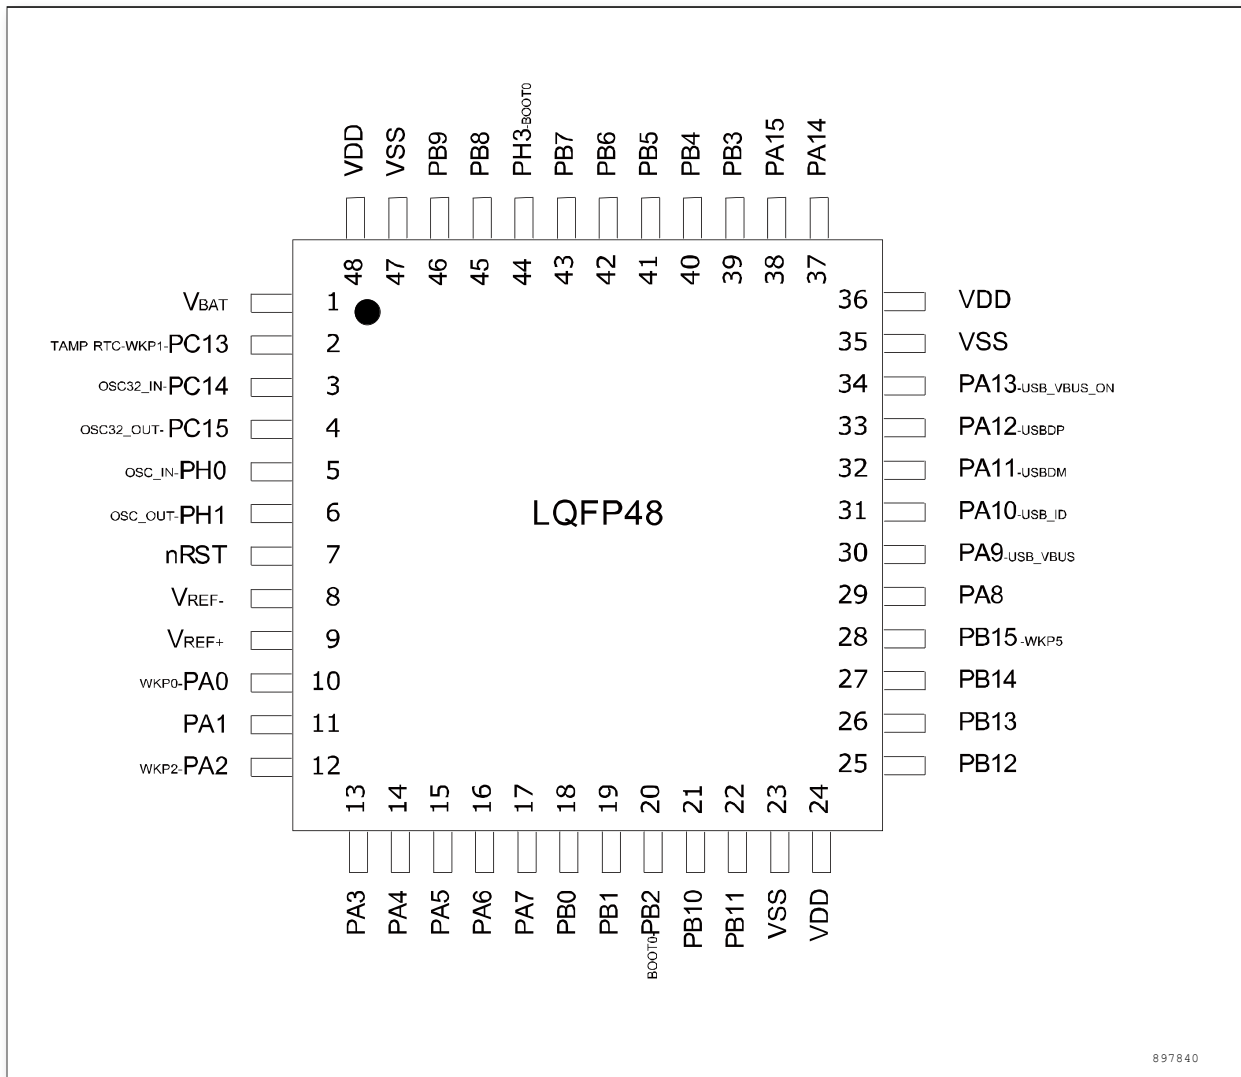 VDD
VSS
PB9
PB8
PH3-BOOT0
PB7
PB6
PB5
PB4
PB3
PA15
PA14
48 47 46 45 44 43 42 41 40 39 38 37
VBAT 1
TAMP RTC-WKP1-PC13 2
OSC32_IN-PC14 3
OSC32_OUT-PC15 4
OSC_IN-PH0 5
OSC_OUT-PH1 6
nRST 7
VREF- 8
VREF+ 9
WKP0-PA0 10
PA1 11
WKP2-PA2 12
LQFP48
36 VDD
35 VSS
34 PA13-USB_VBUS_ON
33 PA12-USBDP
32 PA11-USBDM
31 PA10-USB_ID
30 PA9-USB_VBUS
29 PA8
28 PB15-WKP5
27 PB14
26 PB13
25 PB12
13 14 15 16 17 18 19 20 21 22 23 24
PA3
PA4
PA5
PA6
PA7
PB0
PB1
BOOT0-PB2
PB10
PB11
VSS
VDD
897840